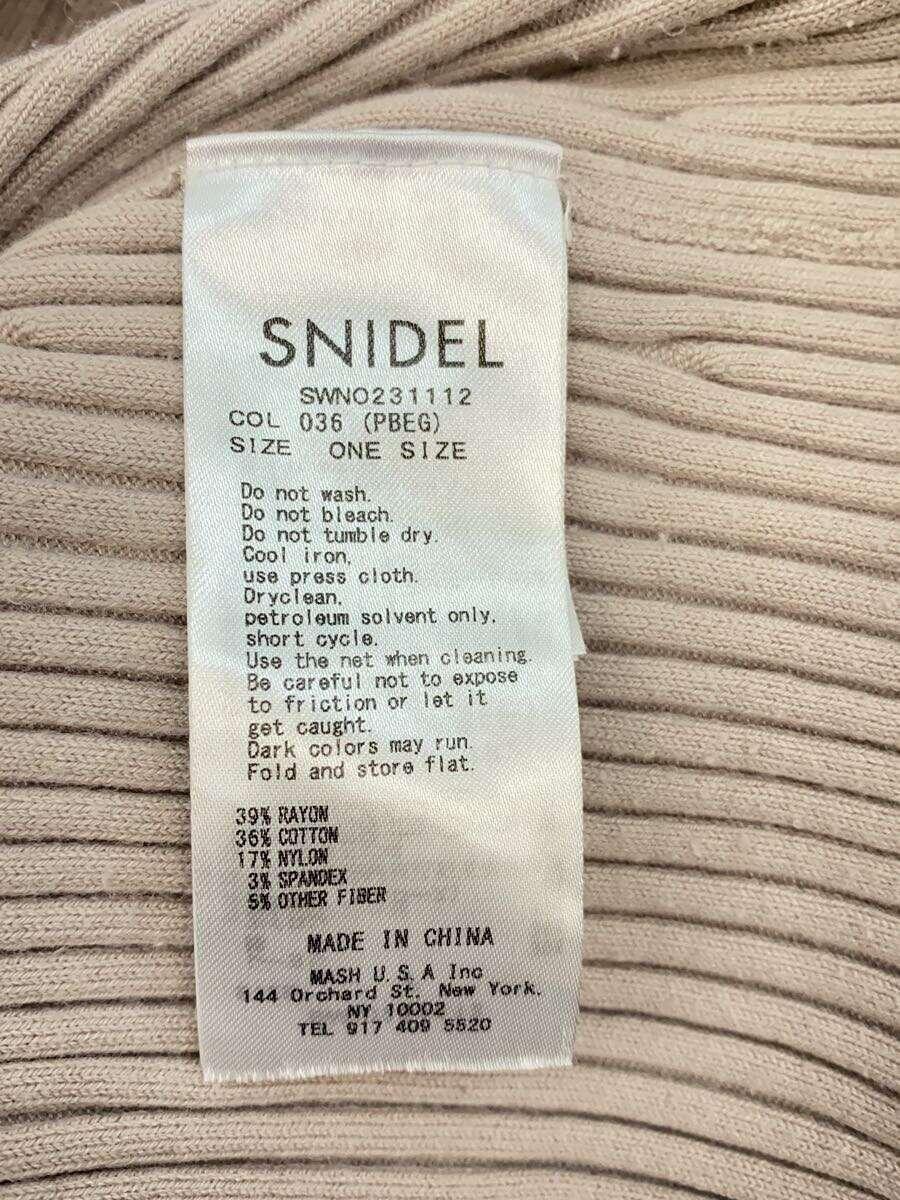 SNIDEL
SWNO231112
COL 036 (PBEG)
SIZE ONE SIZE
Do not wash.
Do not bleach.
Do not tumble dry.
Cool iron,
use press cloth.
Dryclean,
petroleum solvent only,
short cycle.
Use the net when cleaning.
Be careful not to expose
to friction or let it
get caught.
Dark colors may run.
Fold and store flat.
39% RAYON
36% COTTON
17% NYLON
3% SPANDEX
5% OTHER FIBER
MADE IN CHINA
MASH U.S.A Inc
144 Orchard St. New York,
NY 10002
TEL 917 409 5520